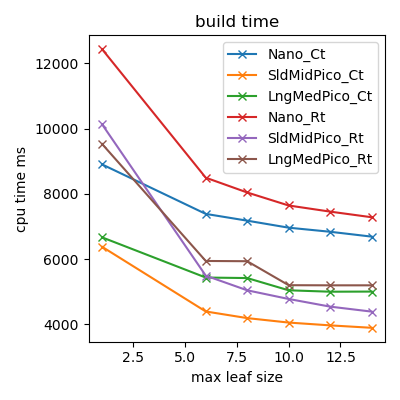 build time
cpu time ms
12000
10000
8000
6000
4000
Nano_Ct
SldMidPico_Ct
LngMedPico_Ct
Nano_Rt
SldMidPico_Rt
LngMedPico_Rt
2.5 5.0 7.5 10.0 12.5
max leaf size